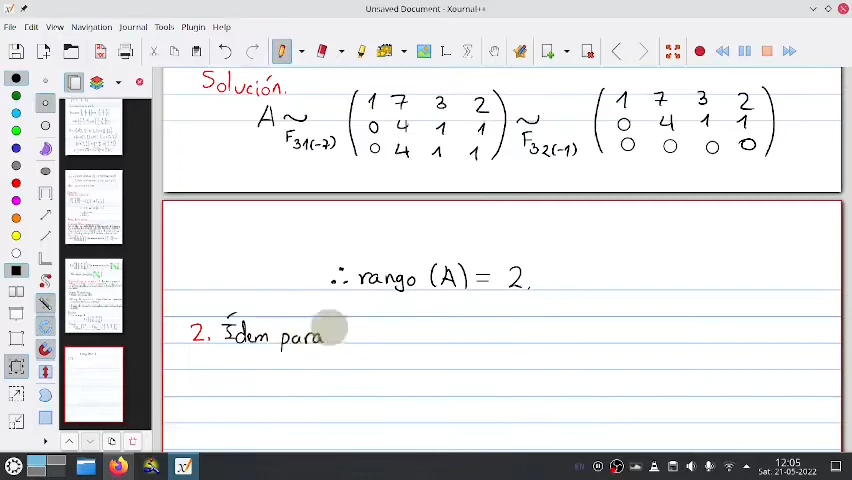 Unsaved Document - Xournal++
File Edit View Navigation Journal Tools Plugin Help
Solución.
A ~ F31(-7) ( 1 7 3 2 ) ~ F32(-1) ( 1 7 3 2 )
0 4 1 1 0 4 1 1
0 4 1 1 0 0 0 0
∴ rango (A) = 2.
2. Ídem para
EN
12:05
Sat. 21-05-2022